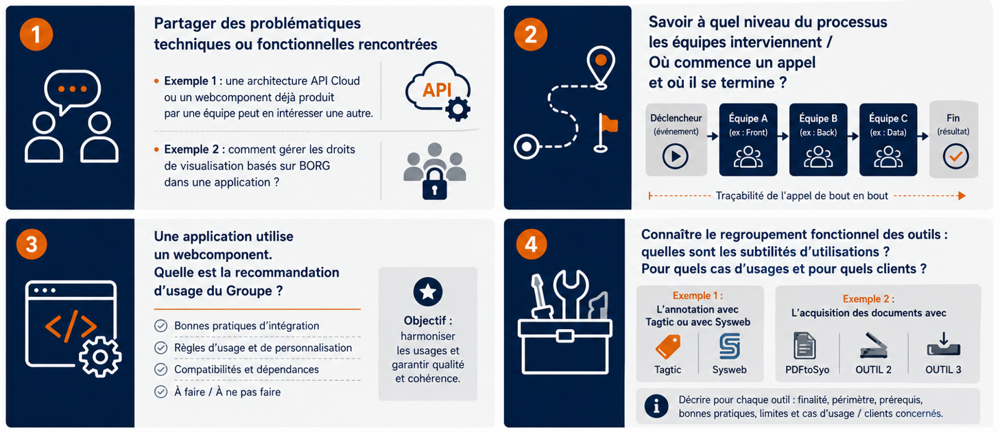 1
Partager des problématiques
techniques ou fonctionnelles rencontrées
• Exemple 1 : une architecture API Cloud
ou un webcomponent déjà produit
par une équipe peut en intéresser une autre.
API
• Exemple 2 : comment gérer les droits
de visualisation basés sur BORG
dans une application ?
2
Savoir à quel niveau du processus
les équipes interviennent /
Où commence un appel
et où il se termine ?
Déclencheur
(événement)
Équipe A
(ex : Front)
Équipe B
(ex : Back)
Équipe C
(ex : Data)
Fin
(résultat)
Traçabilité de l'appel de bout en bout
3
Une application utilise
un webcomponent.
Quelle est la recommandation
d'usage du Groupe ?
Bonnes pratiques d'intégration
Règles d'usage et de personnalisation
Compatibilités et dépendances
À faire / À ne pas faire
Objectif :
harmoniser
les usages et
garantir qualité
et cohérence.
4
Connaître le regroupement fonctionnel des outils :
quelles sont les subtilités d'utilisations ?
Pour quels cas d'usages et pour quels clients ?
Exemple 1 :
L'annotation avec
Tagtic ou avec Sysweb
Tagtic
Sysweb
Exemple 2 :
L'acquisition des documents avec
PDFtoSyo
OUTIL 2
OUTIL 3
Décrire pour chaque outil : finalité, périmètre, prérequis,
bonnes pratiques, limites et cas d'usage / clients concernés.